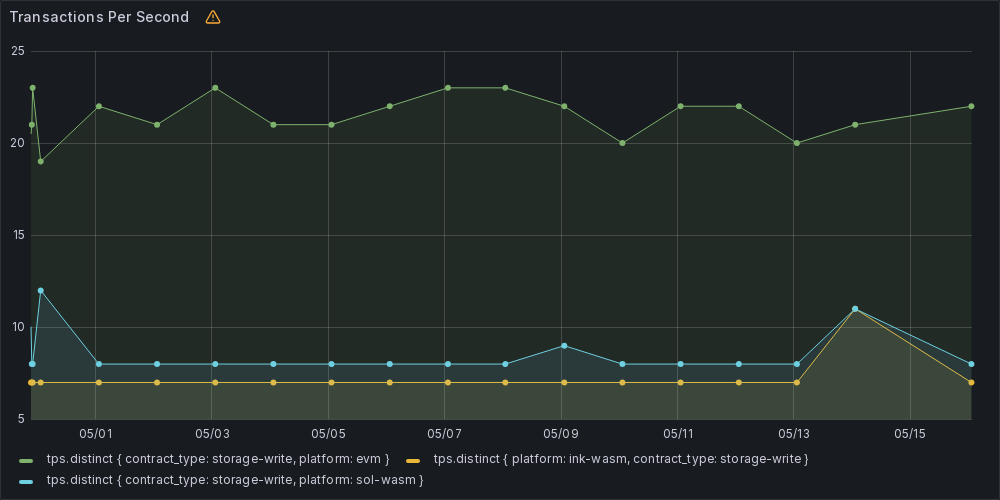 Transactions Per Second
25
20
15
10
5
05/01 05/03 05/05 05/07 05/09 05/11 05/13 05/15
tps.distinct { contract_type: storage-write, platform: evm } tps.distinct { platform: ink-wasm, contract_type: storage-write }
tps.distinct { contract_type: storage-write, platform: sol-wasm }